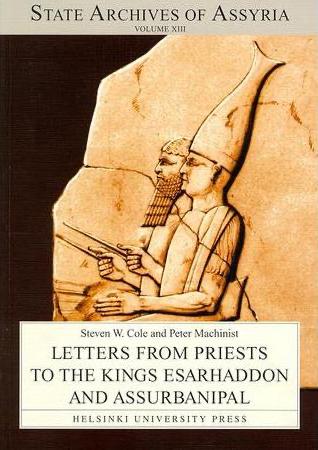 STATE ARCHIVES OF ASSYRIA
VOLUME XIII
Steven W. Cole and Peter Machinist
LETTERS FROM PRIESTS
TO THE KINGS ESARHADDON
AND ASSURBANIPAL
HELSINKI UNIVERSITY PRESS